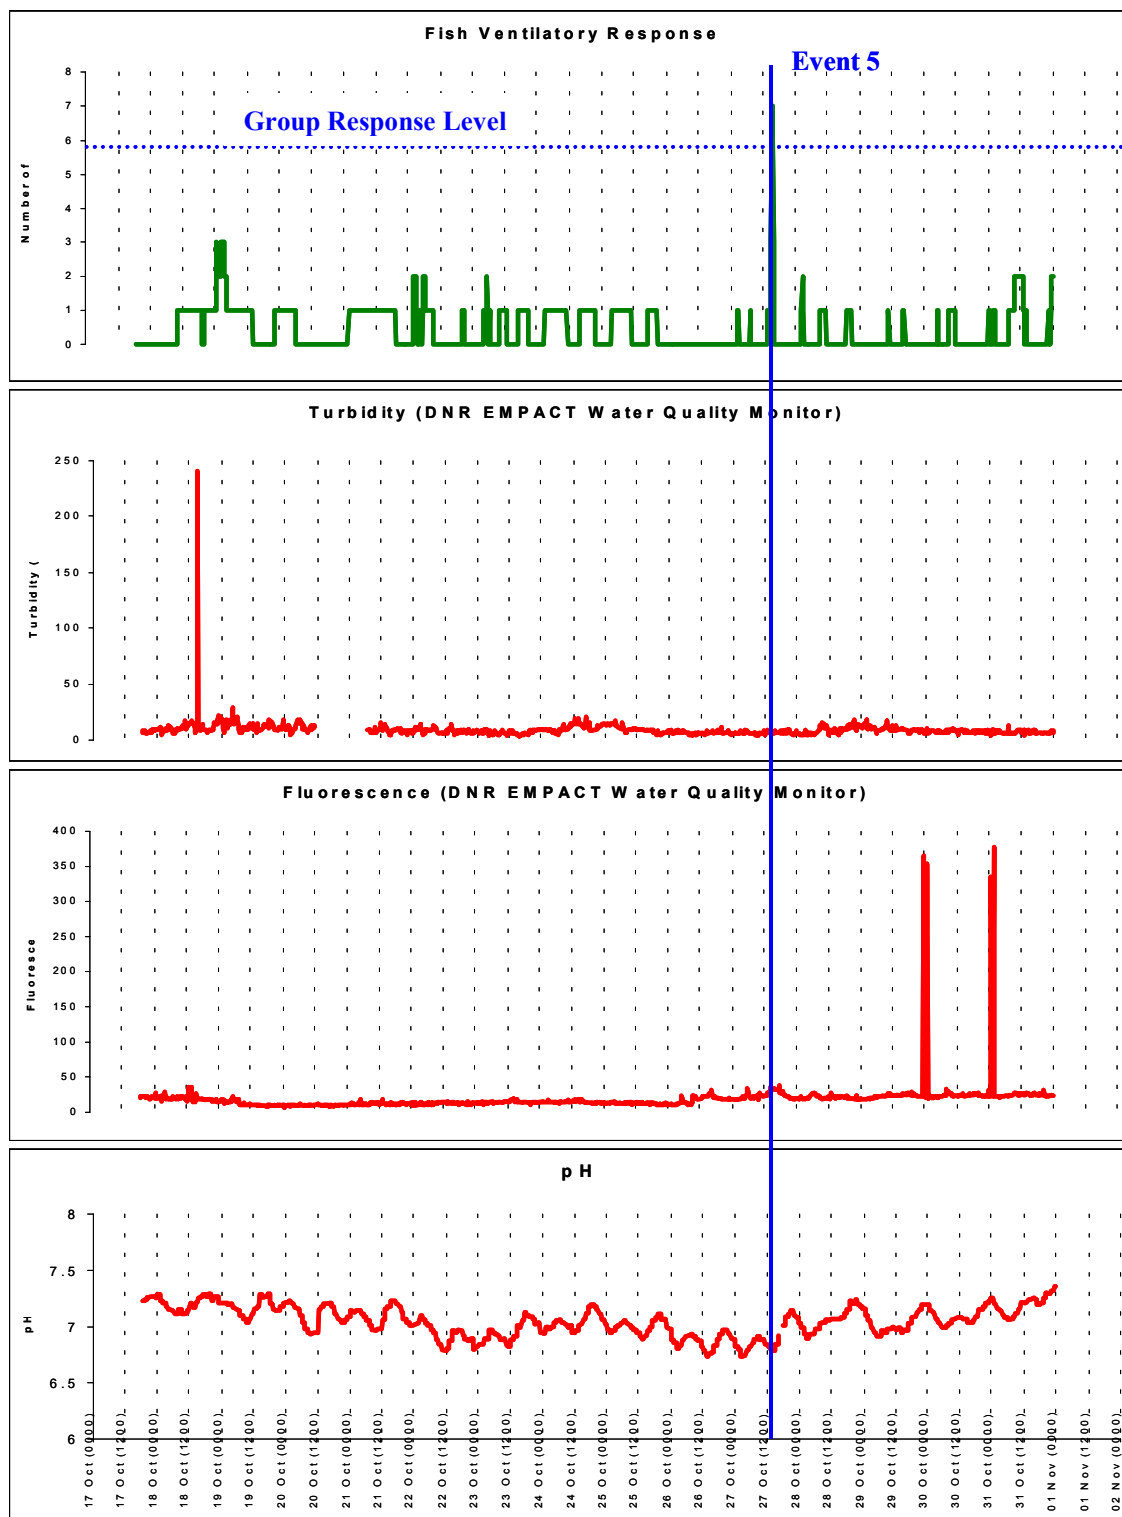 Fish Ventilatory Response
Event 5
Group Response Level
Number of
8
7
6
5
4
3
2
1
0
Turbidity (DNR EMPACT Water Quality Monitor)
Turbidity (
250
200
150
100
50
0
Fluorescence (DNR EMPACT Water Quality Monitor)
Fluoresce
400
350
300
250
200
150
100
50
0
pH
pH
8
7.5
7
6.5
6
17 Oct (0000)
17 Oct (1200)
18 Oct (0000)
18 Oct (1200)
19 Oct (0000)
19 Oct (1200)
20 Oct (0000)
20 Oct (1200)
21 Oct (0000)
21 Oct (1200)
22 Oct (0000)
22 Oct (1200)
23 Oct (0000)
23 Oct (1200)
24 Oct (0000)
24 Oct (1200)
25 Oct (0000)
25 Oct (1200)
26 Oct (0000)
26 Oct (1200)
27 Oct (0000)
27 Oct (1200)
28 Oct (0000)
28 Oct (1200)
29 Oct (0000)
29 Oct (1200)
30 Oct (0000)
30 Oct (1200)
31 Oct (0000)
31 Oct (1200)
01 Nov (0000)
01 Nov (1200)
02 Nov (0000)